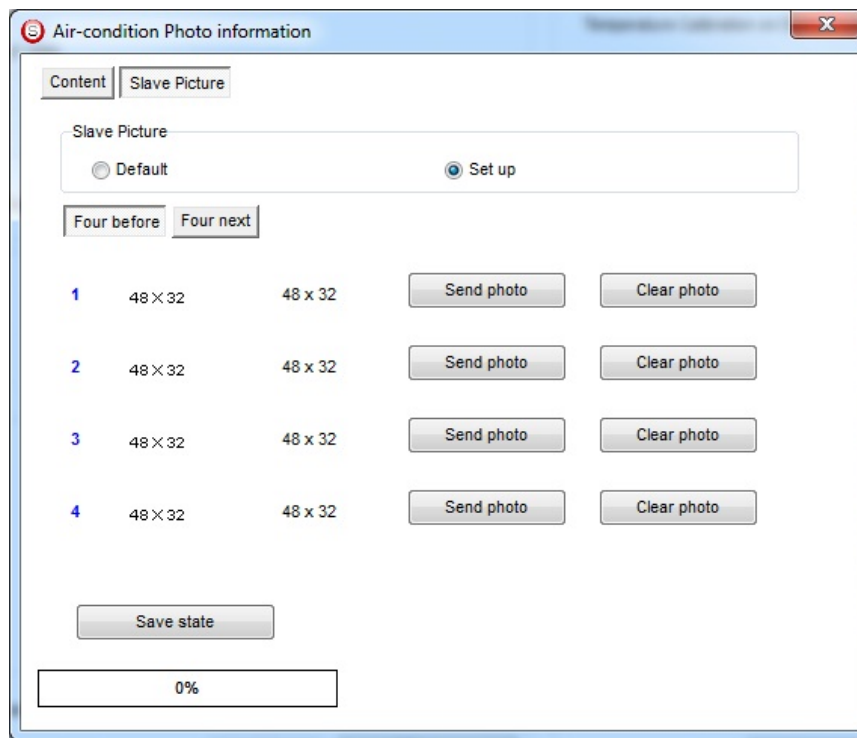 S Air-condition Photo information
Content Slave Picture
Slave Picture
Default Set up
Four before Four next
1 48×32 48 x 32 Send photo Clear photo
2 48×32 48 x 32 Send photo Clear photo
3 48×32 48 x 32 Send photo Clear photo
4 48×32 48 x 32 Send photo Clear photo
Save state
0%